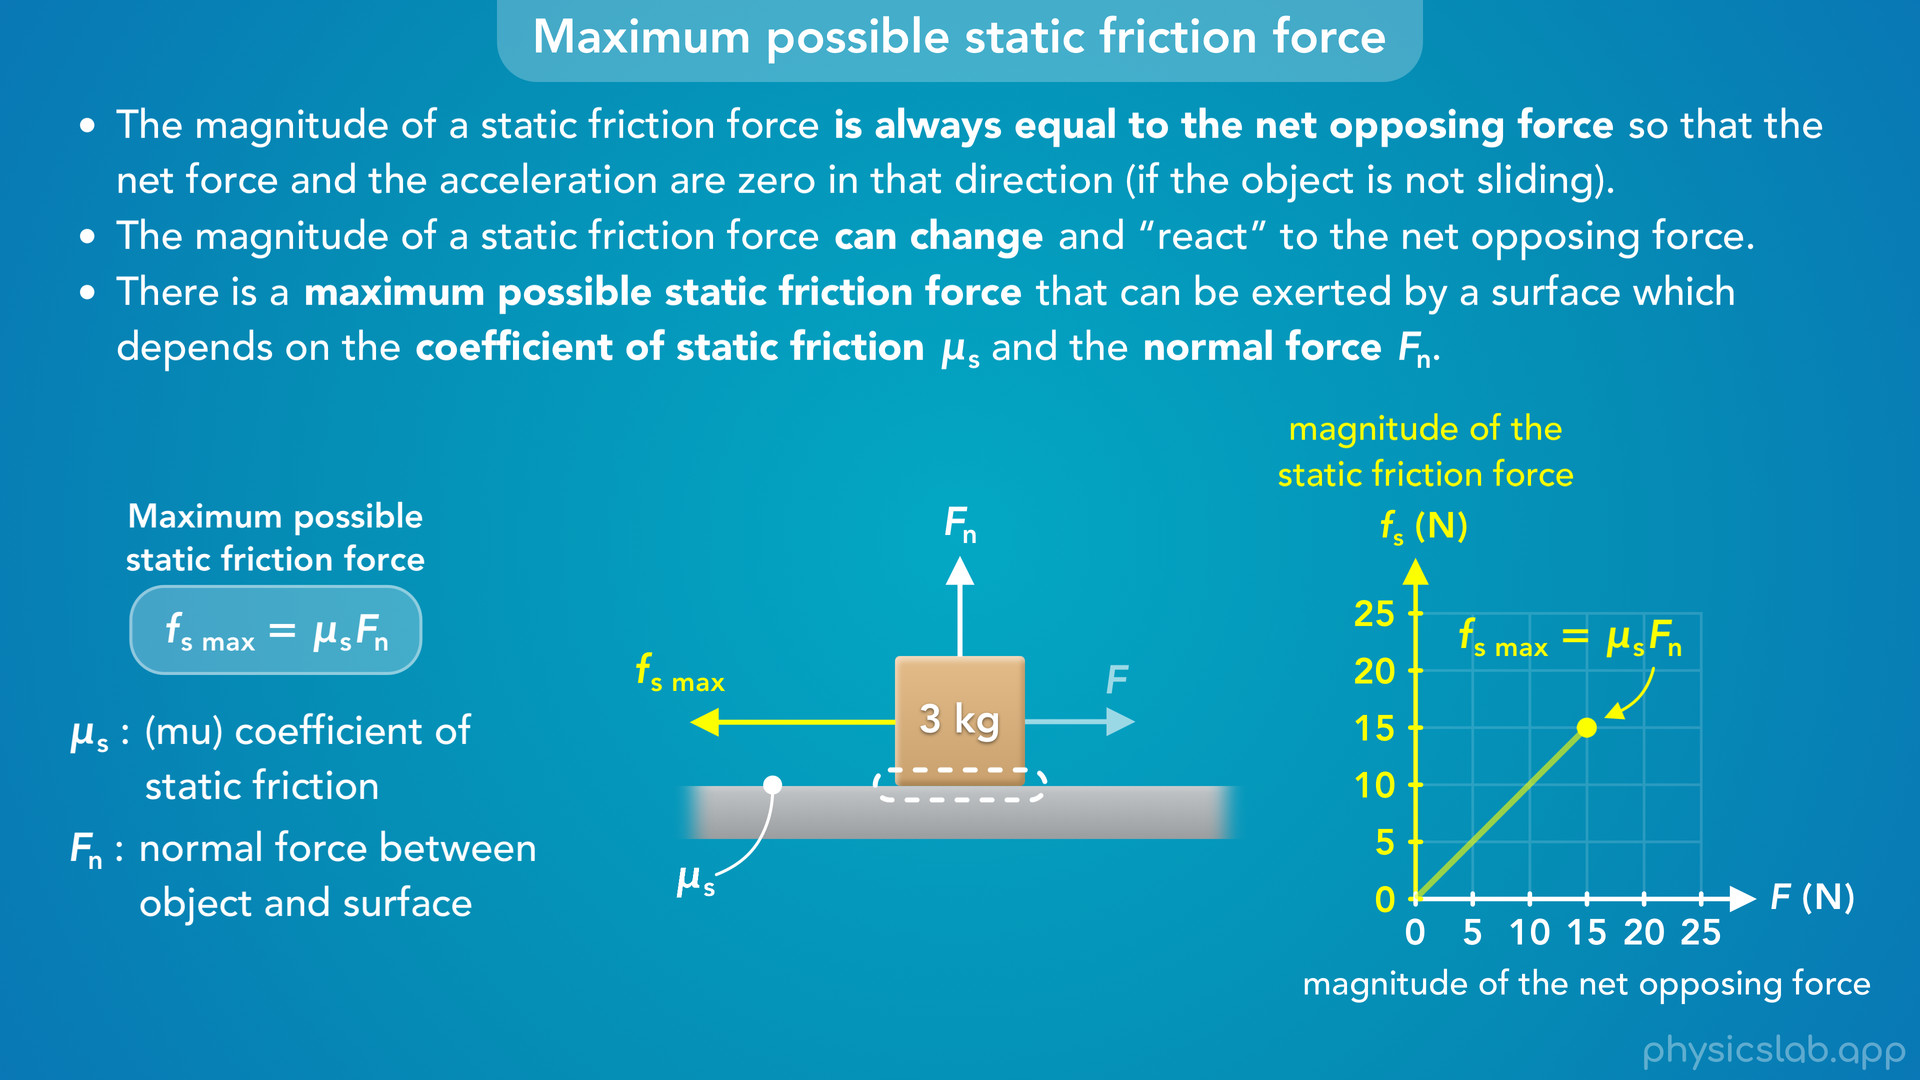 Maximum possible static friction force
• The magnitude of a static friction force is always equal to the net opposing force so that the
net force and the acceleration are zero in that direction (if the object is not sliding).
• The magnitude of a static friction force can change and “react” to the net opposing force.
• There is a maximum possible static friction force that can be exerted by a surface which
depends on the coefficient of static friction μs and the normal force Fn.
Maximum possible
static friction force
fs max = μsFn
μs : (mu) coefficient of
static friction
Fn : normal force between
object and surface
Fn
fs max
F
3 kg
μs
magnitude of the
static friction force
fs (N)
25
20
15
10
5
0
fs max = μsFn
0 5 10 15 20 25
F (N)
magnitude of the net opposing force
physicslab.app